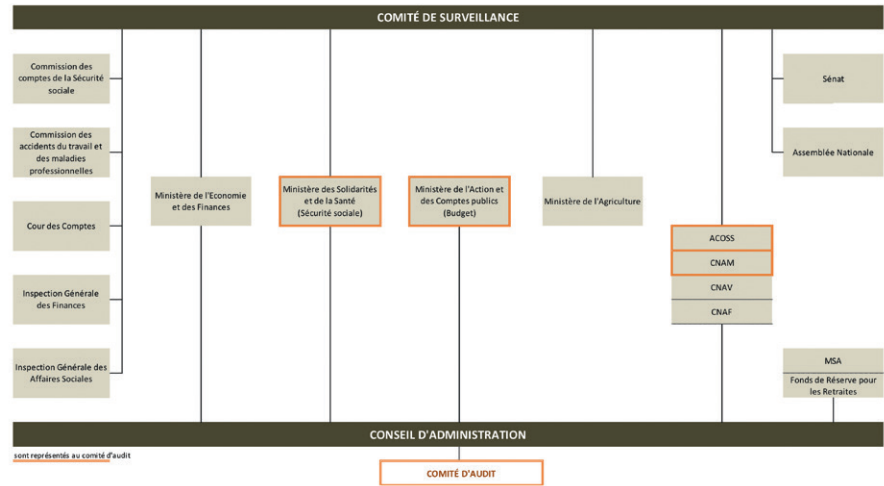 COMITÉ DE SURVEILLANCE
Commission des
comptes de la Sécurité
sociale
Sénat
Commission des
accidents du travail et
des maladies
professionnelles
Assemblée Nationale
Ministère de l'Economie
et des Finances
Ministère des Solidarités
et de la Santé
(Sécurité sociale)
Ministère de l'Action et
des Comptes publics
(Budget)
Ministère de l'Agriculture
Cour des Comptes
ACOSS
CNAM
CNAV
CNAF
Inspection Générale
des Finances
Inspection Générale des
Affaires Sociales
MSA
Fonds de Réserve pour
les Retraites
CONSEIL D'ADMINISTRATION
sont représentés au comité d'audit
COMITÉ D'AUDIT